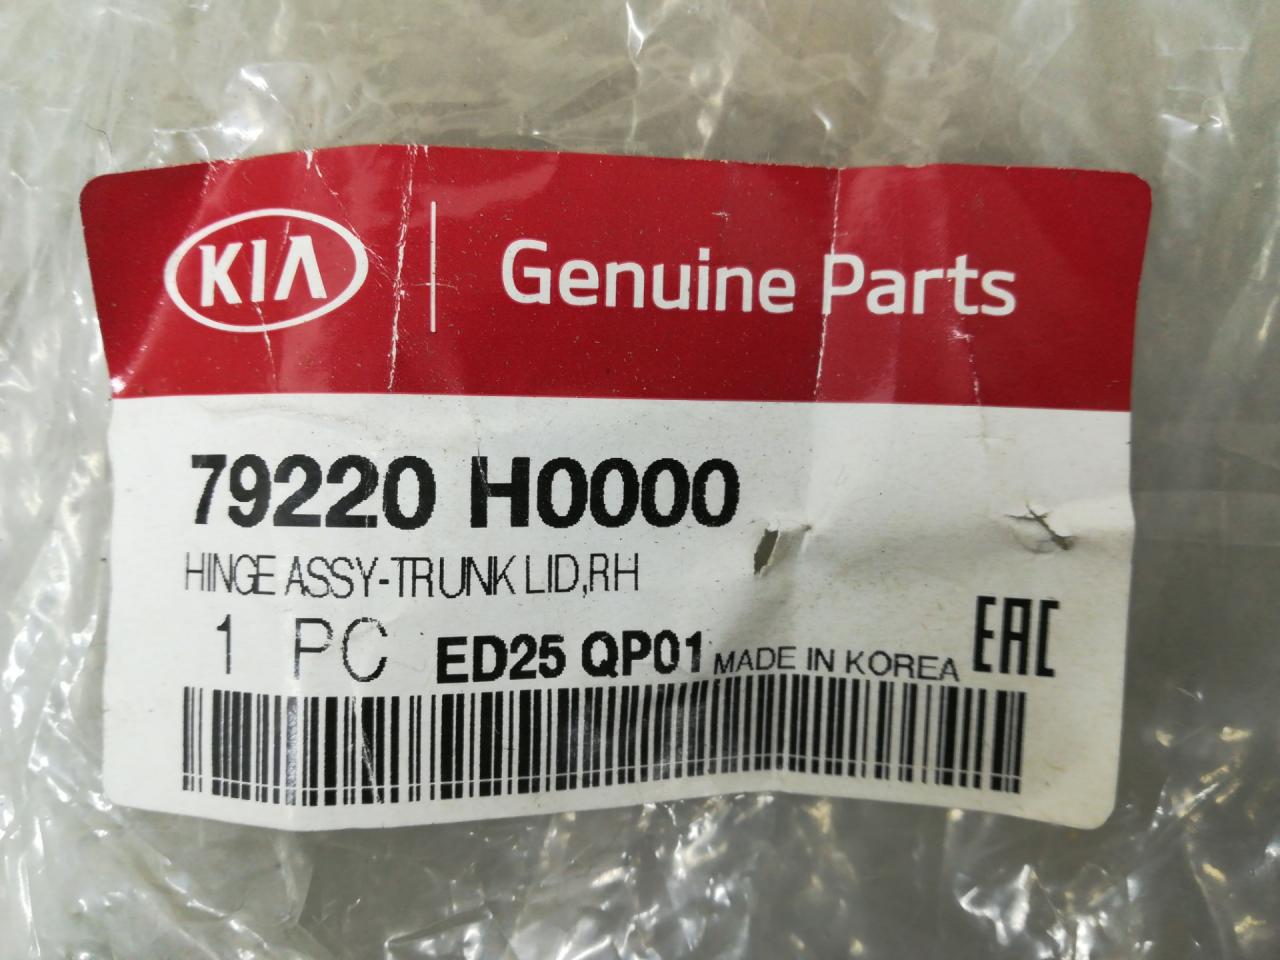 KIA Genuine Parts
79220 H0000
HINGE ASSY-TRUNK LID,RH
1 PC ED25 QP01 MADE IN KOREA EAC